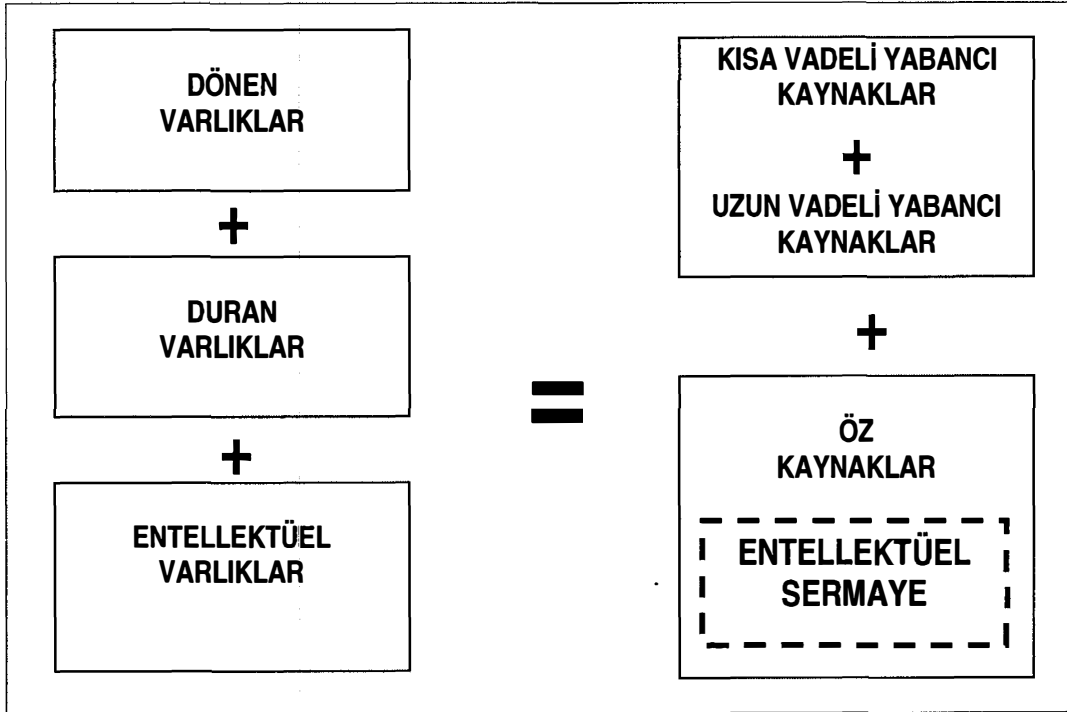 DÖNEN
VARLIKLAR
+
DURAN
VARLIKLAR
+
ENTELLEKTÜEL
VARLIKLAR
=
KISA VADELİ YABANCI
KAYNAKLAR
+
UZUN VADELİ YABANCI
KAYNAKLAR
+
ÖZ
KAYNAKLAR
ENTELLEKTÜEL
SERMAYE